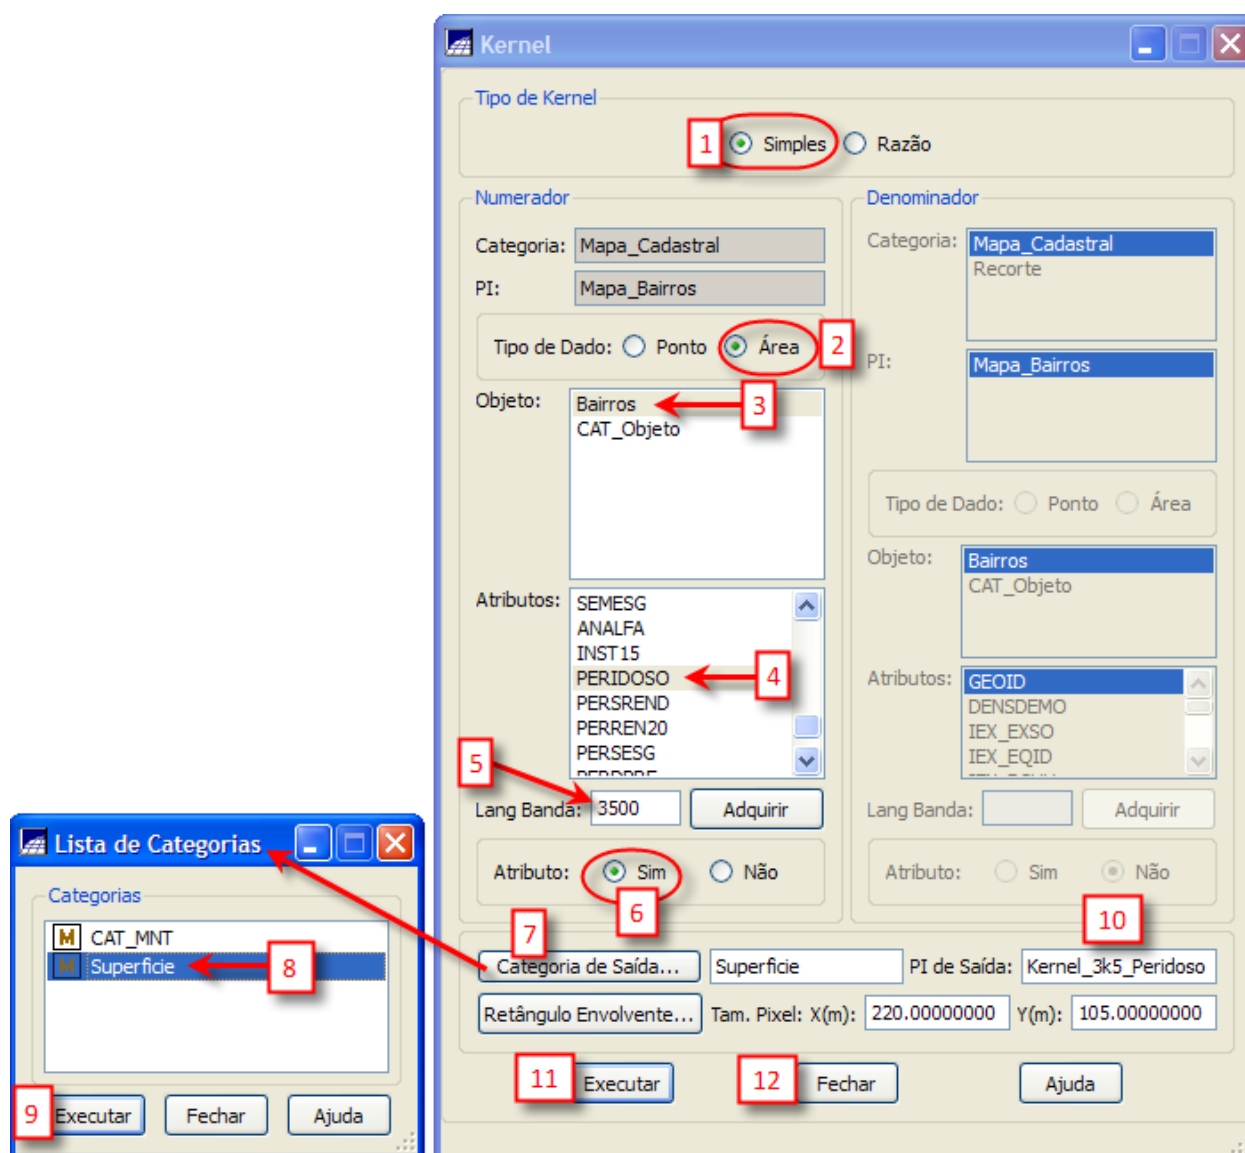 Kernel
Tipo de Kernel
1
Simples
Razão
Numerador
Categoria: Mapa_Cadastral
PI: Mapa_Bairros
Tipo de Dado: Ponto Área
2
Objeto:
Bairros
3
CAT_Objeto
Atributos:
SEMESG
ANALFA
INST15
PERIDOSO
4
PERSREND
PERREN20
PERSESG
5
Lang Banda: 3500 Adquirir
Atributo: Sim Não
6
Denominador
Categoria:
Mapa_Cadastral
Recorte
PI:
Mapa_Bairros
Tipo de Dado: Ponto Área
Objeto:
Bairros
CAT_Objeto
Atributos:
GEOID
DENSDEMO
IEX_EXSO
IEX_EQID
Lang Banda: Adquirir
Atributo: Sim Não
7
10
Categoria de Saída... Superficie PI de Saída: Kernel_3k5_Peridoso
Retângulo Envolvente... Tam. Pixel: X(m): 220.00000000 Y(m): 105.00000000
11
Executar
12
Fechar
Ajuda
Lista de Categorias
Categorias
M CAT_MNT
M Superficie
8
9
Executar
Fechar
Ajuda